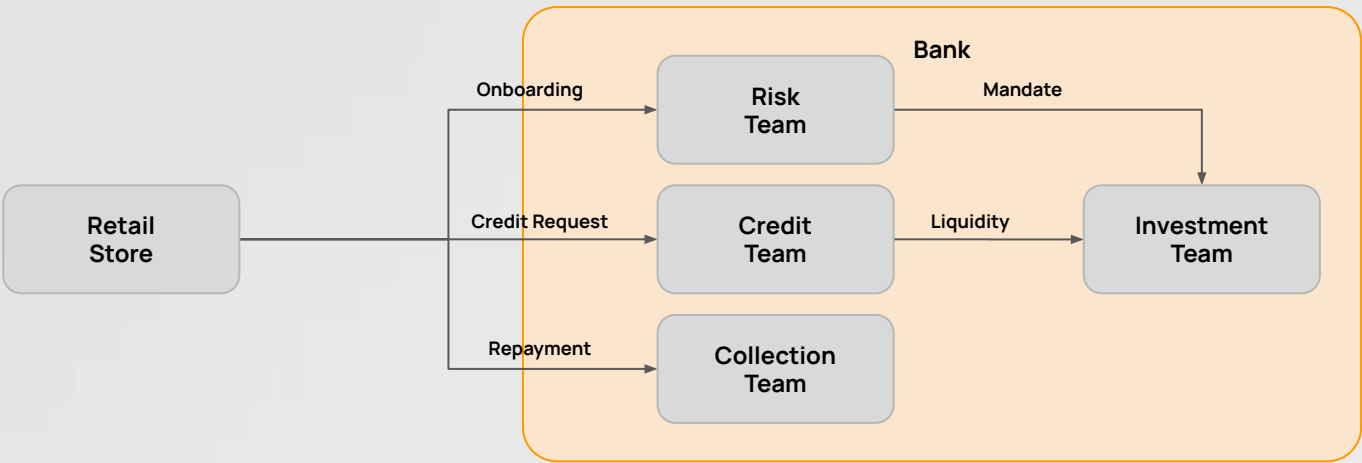 Bank
Onboarding
Risk
Team
Mandate
Retail
Store
Credit Request
Credit
Team
Liquidity
Investment
Team
Repayment
Collection
Team